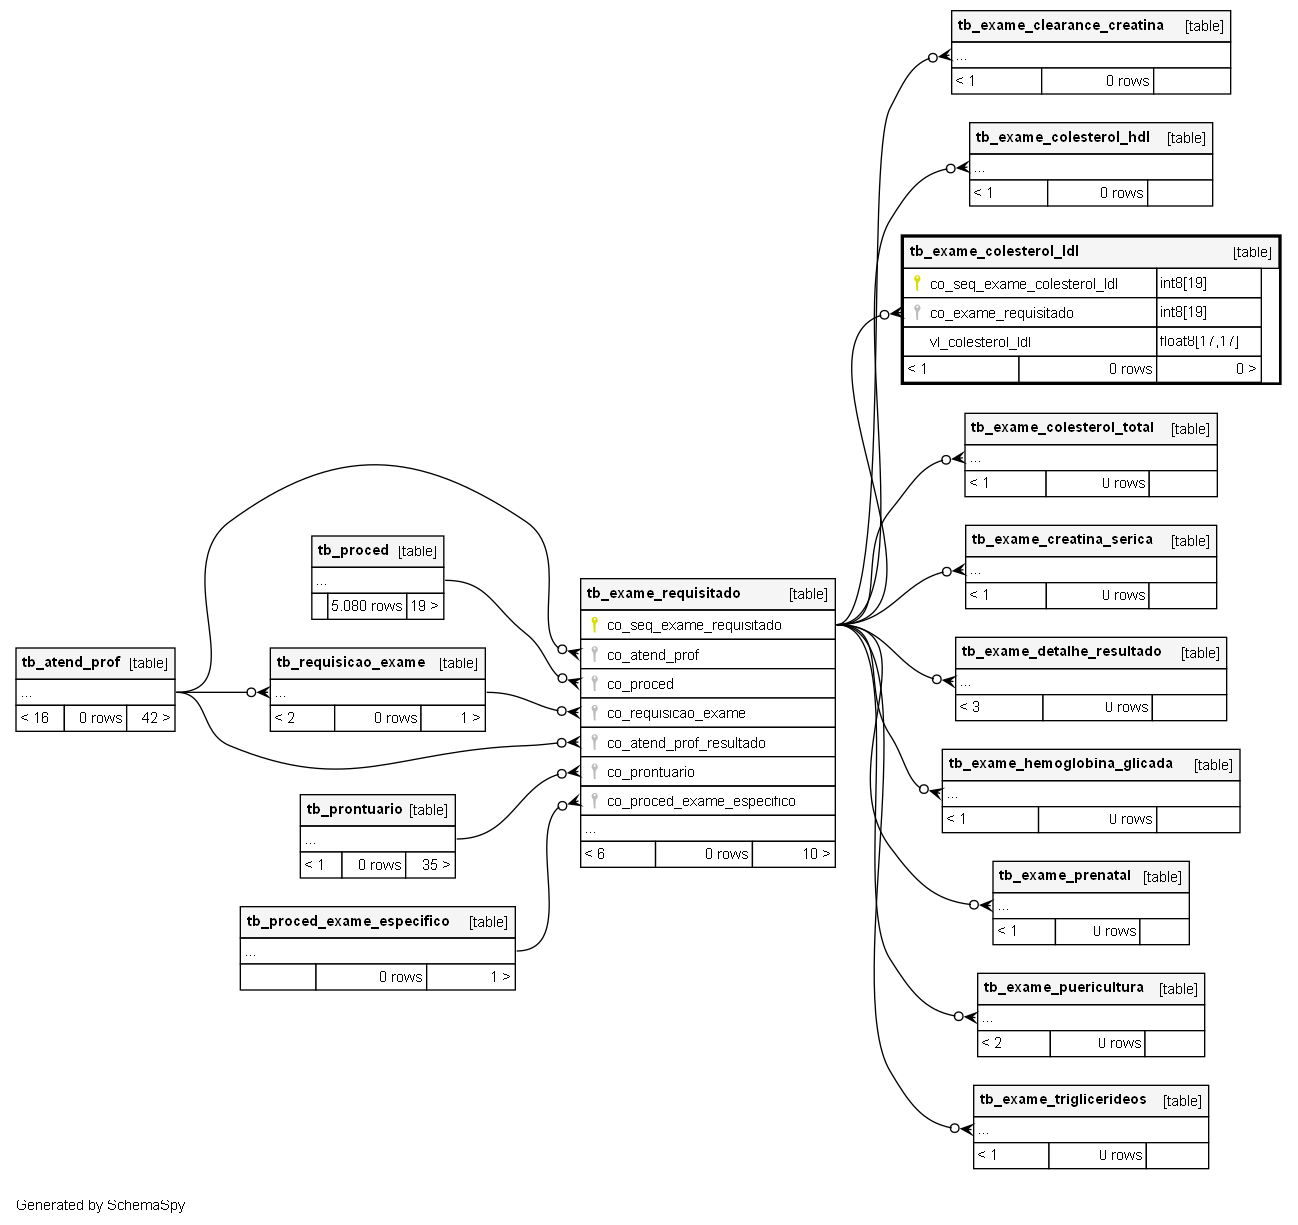 tb_exame_clearance_creatina [table]
...
< 1 0 rows
tb_exame_colesterol_hdl [table]
...
< 1 0 rows
tb_exame_colesterol_ldl [table]
co_seq_exame_colesterol_ldl int8[19]
co_exame_requisitado int8[19]
vl_colesterol_ldl float8[17,17]
< 1 0 rows 0 >
tb_exame_colesterol_total [table]
...
< 1 0 rows
tb_exame_creatina_serica [table]
...
< 1 0 rows
tb_exame_detalhe_resultado [table]
...
< 3 0 rows
tb_exame_hemoglobina_glicada [table]
...
< 1 0 rows
tb_exame_prenatal [table]
...
< 1 0 rows
tb_exame_puericultura [table]
...
< 2 0 rows
tb_exame_triglicerideos [table]
...
< 1 0 rows
tb_exame_requisitado [table]
co_seq_exame_requisitado
co_atend_prof
co_proced
co_requisicao_exame
co_atend_prof_resultado
co_prontuario
co_proced_exame_especifico
...
< 6 0 rows 10 >
tb_proced [table]
...
5.080 rows 19 >
tb_atend_prof [table]
...
< 16 0 rows 42 >
tb_requisicao_exame [table]
...
< 2 0 rows 1 >
tb_prontuario [table]
...
< 1 0 rows 35 >
tb_proced_exame_especifico [table]
...
0 rows 1 >
Generated by SchemaSpy